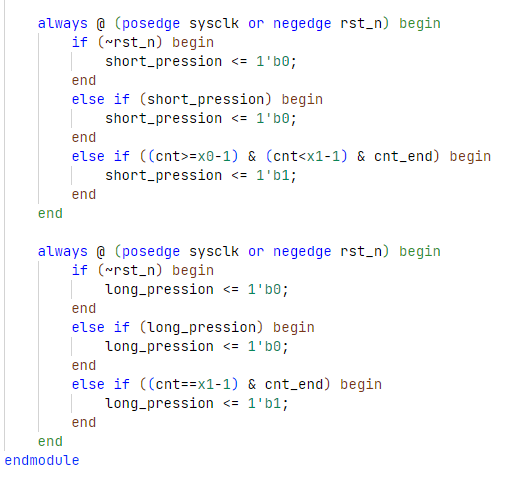 always @ (posedge sysclk or negedge rst_n) begin
if (~rst_n) begin
short_pression <= 1'b0;
end
else if (short_pression) begin
short_pression <= 1'b0;
end
else if ((cnt>=x0-1) & (cnt<x1-1) & cnt_end) begin
short_pression <= 1'b1;
end
end
always @ (posedge sysclk or negedge rst_n) begin
if (~rst_n) begin
long_pression <= 1'b0;
end
else if (long_pression) begin
long_pression <= 1'b0;
end
else if ((cnt==x1-1) & cnt_end) begin
long_pression <= 1'b1;
end
end
endmodule